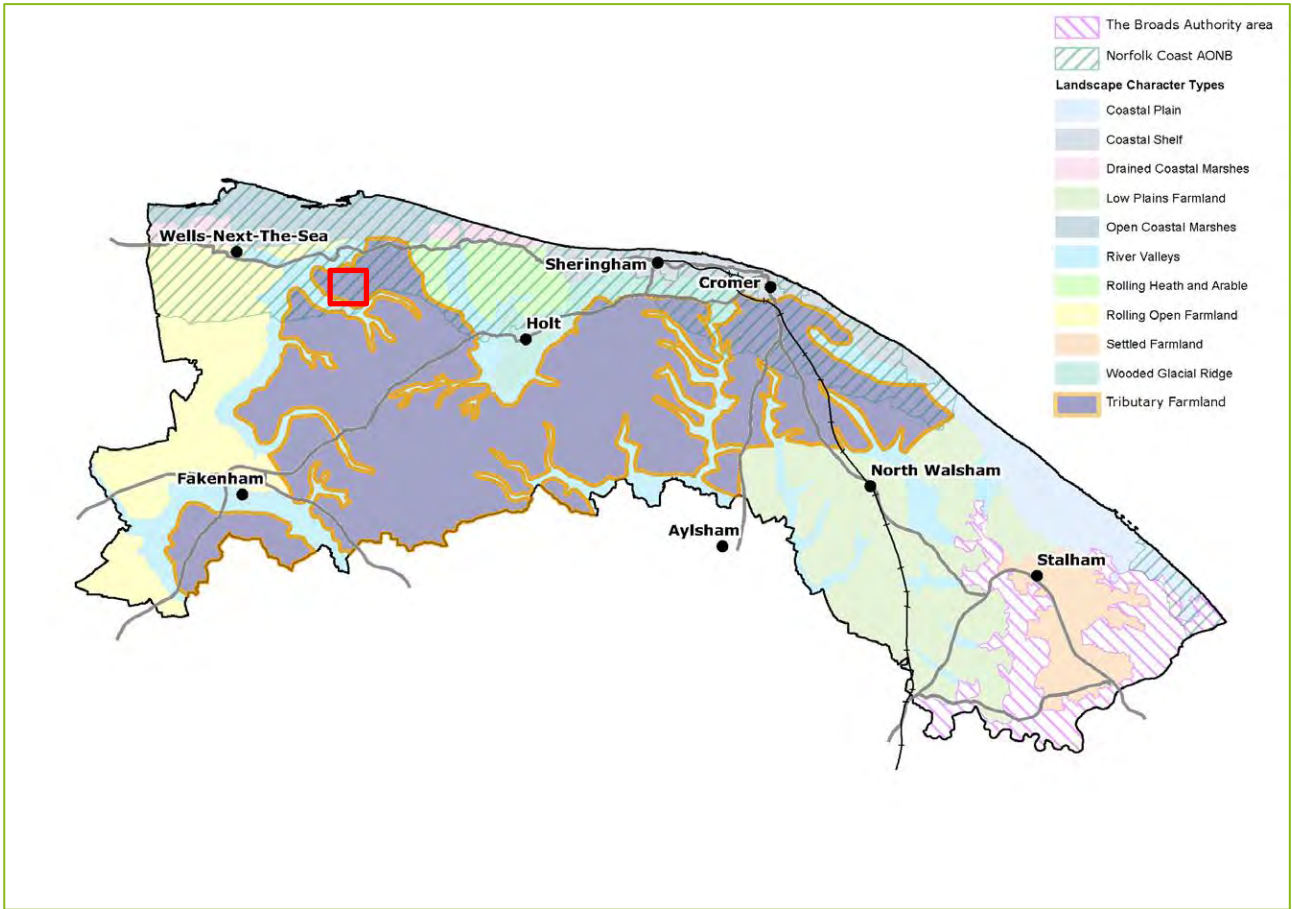 The Broads Authority area
Norfolk Coast AONB
Landscape Character Types
Coastal Plain
Coastal Shelf
Drained Coastal Marshes
Low Plains Farmland
Open Coastal Marshes
River Valleys
Rolling Heath and Arable
Rolling Open Farmland
Settled Farmland
Wooded Glacial Ridge
Tributary Farmland
Wells-Next-The-Sea
Sheringham
Cromer
Holt
North Walsham
Fakenham
Aylsham
Stalham